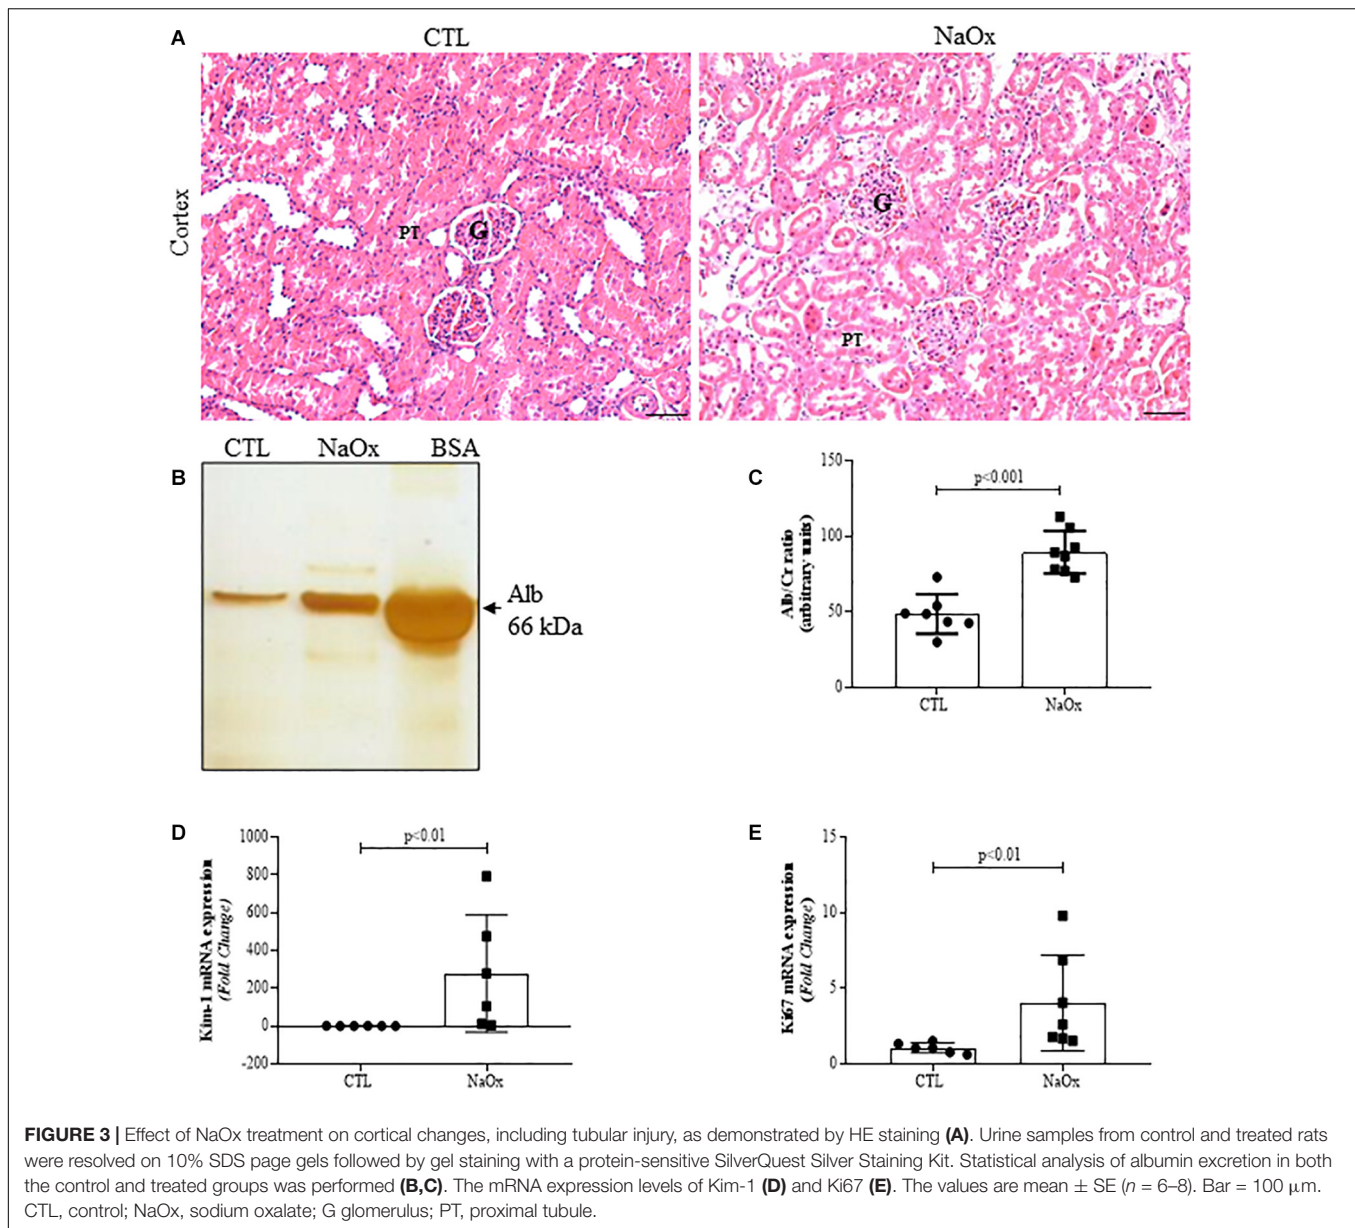 A
CTL
NaOx
Cortex
PT
G
G
PT
B
CTL NaOx BSA
Alb
66 kDa
C
150
100
50
0
Alb/Cr ratio
(arbitrary units)
p<0.001
CTL
NaOx
D
1000
800
600
400
200
0
-200
Kim-1 mRNA expression
(Fold Change)
p<0.01
CTL
NaOx
E
15
10
5
0
Ki67 mRNA expression
(Fold Change)
p<0.01
CTL
NaOx
FIGURE 3 | Effect of NaOx treatment on cortical changes, including tubular injury, as demonstrated by HE staining (A). Urine samples from control and treated rats
were resolved on 10% SDS page gels followed by gel staining with a protein-sensitive SilverQuest Silver Staining Kit. Statistical analysis of albumin excretion in both
the control and treated groups was performed (B,C). The mRNA expression levels of Kim-1 (D) and Ki67 (E). The values are mean ± SE (n = 6–8). Bar = 100 μm.
CTL, control; NaOx, sodium oxalate; G glomerulus; PT, proximal tubule.